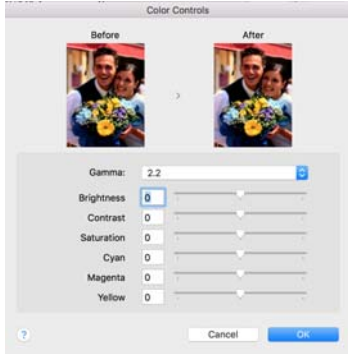 Color Controls
Before After
Gamma: 2.2
Brightness 0
Contrast 0
Saturation 0
Cyan 0
Magenta 0
Yellow 0
? Cancel OK